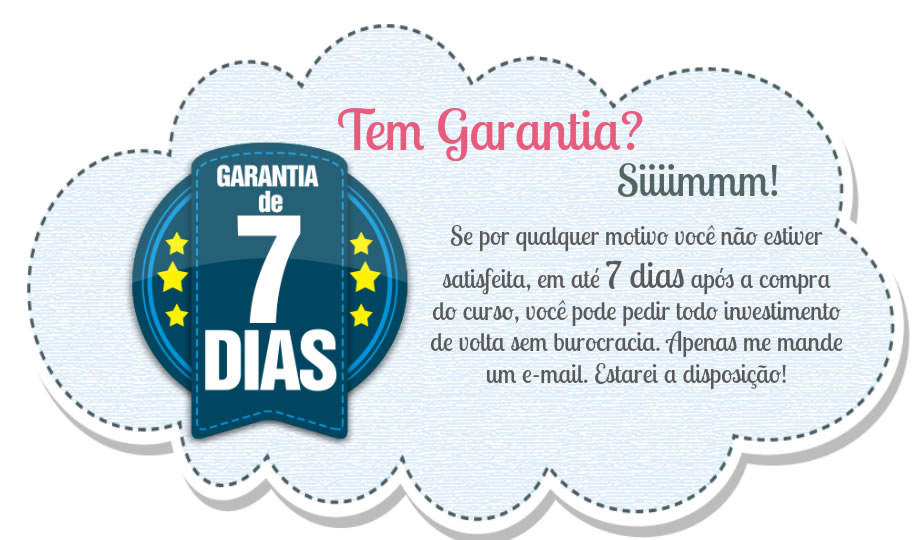 Tem Garantia?
Siiiimmm!
GARANTIA
de
7
DIAS
Se por qualquer motivo você não estiver
satisfeita, em até 7 dias após a compra
do curso, você pode pedir todo investimento
de volta sem burocracia. Apenas me mande
um e-mail. Estarei a disposição!